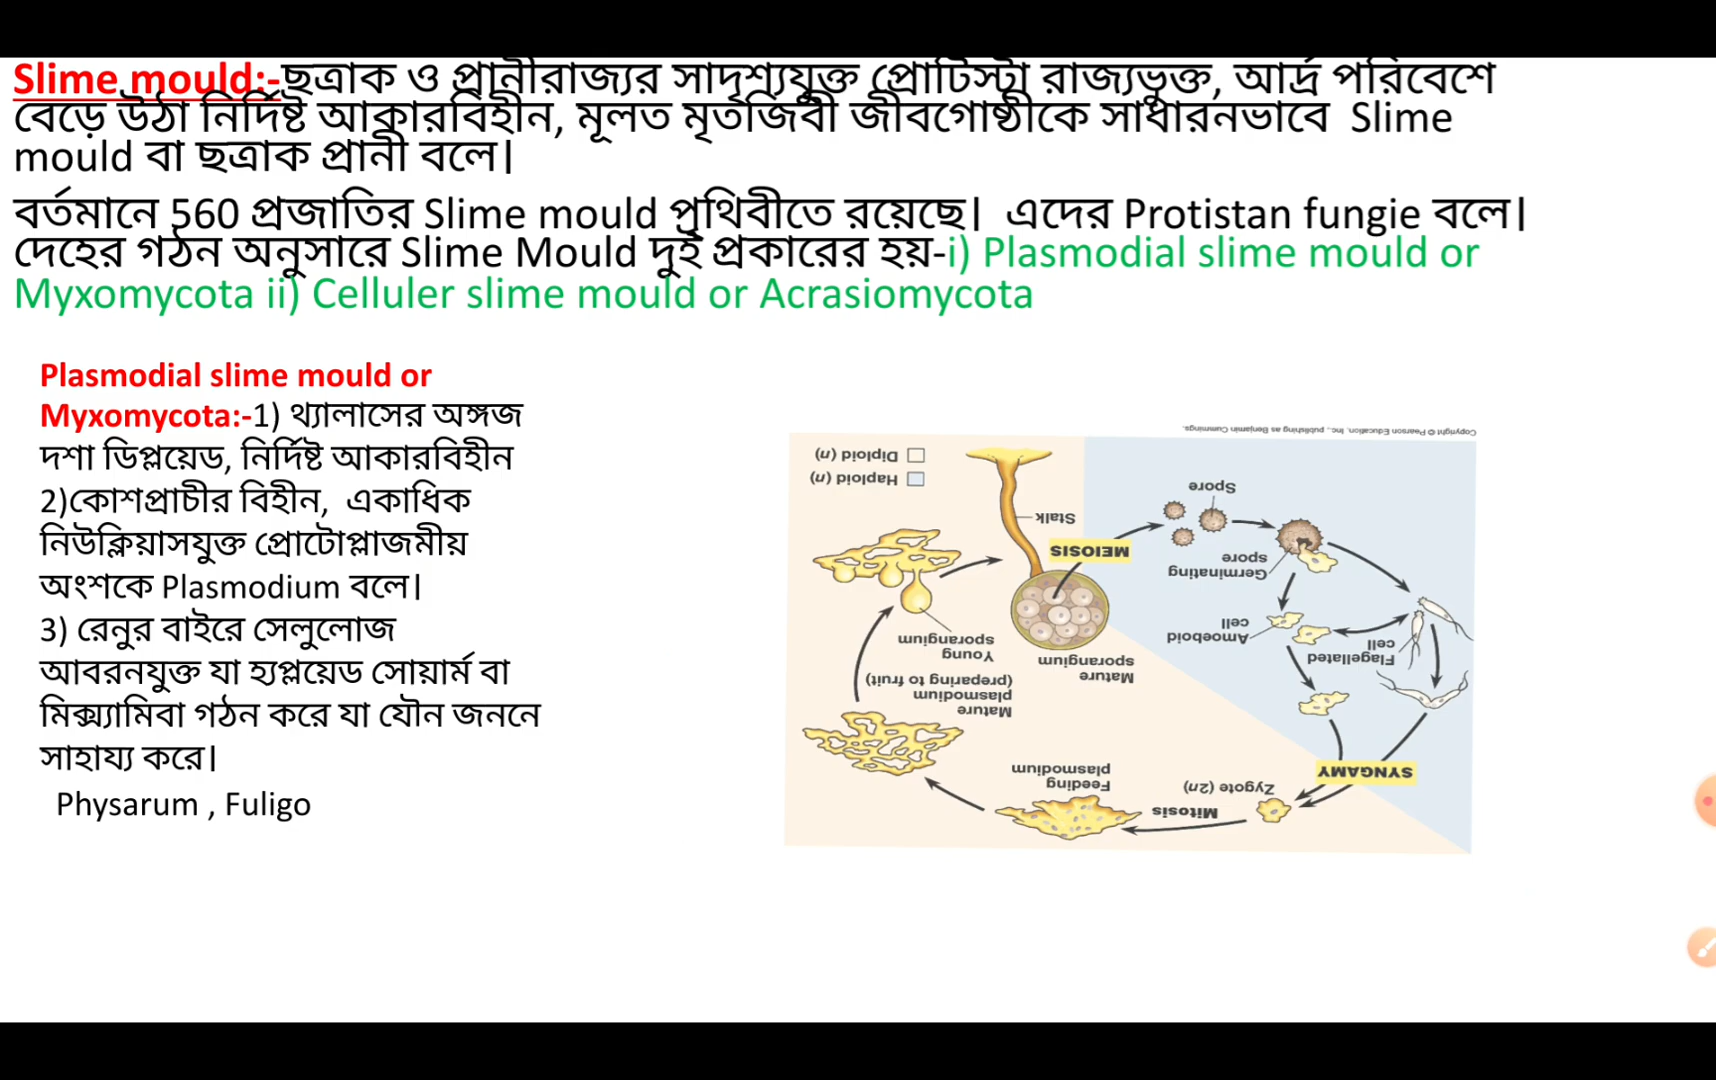 Slime mould:-ছত্রাক ও প্রানীরাজ্যর সাদৃশ্যযুক্ত প্রোটিস্টা রাজ্যভুক্ত, আর্দ্র পরিবেশে
বেড়ে উঠা নির্দিষ্ট আকারবিহীন, মূলত মৃতজিবী জীবগোষ্ঠীকে সাধারনভাবে Slime
mould বা ছত্রাক প্রানী বলে।
বর্তমানে 560 প্রজাতির Slime mould পৃথিবীতে রয়েছে। এদের Protistan fungie বলে।
দেহের গঠন অনুসারে Slime Mould দুই প্রকারের হয়-i) Plasmodial slime mould or
Myxomycota ii) Celluler slime mould or Acrasiomycota
Plasmodial slime mould or
Myxomycota:-1) থ্যালাসের অঙ্গজ
দশা ডিপ্লয়েড, নির্দিষ্ট আকারবিহীন
2)কোশপ্রাচীর বিহীন, একাধিক
নিউক্লিয়াসযুক্ত প্রোটোপ্লাজমীয়
অংশকে Plasmodium বলে।
3) রেনুর বাইরে সেলুলোজ
আবরনযুক্ত যা হ্যপ্লয়েড সোয়ার্ম বা
মিক্স্যামিবা গঠন করে যা যৌন জননে
সাহায্য করে।
Physarum , Fuligo
Copyright © Pearson Education, Inc., publishing as Benjamin Cummings.
Diploid (n)
Haploid (n)
Stalk
MEIOSIS
Spore
Germinating
spore
Amoeboid
cell
Flagellated
cell
Young
sporangium
Mature
sporangium
Mature
plasmodium
(preparing to fruit)
Feeding
plasmodium
Mitosis
Zygote (2n)
SYNGAMY